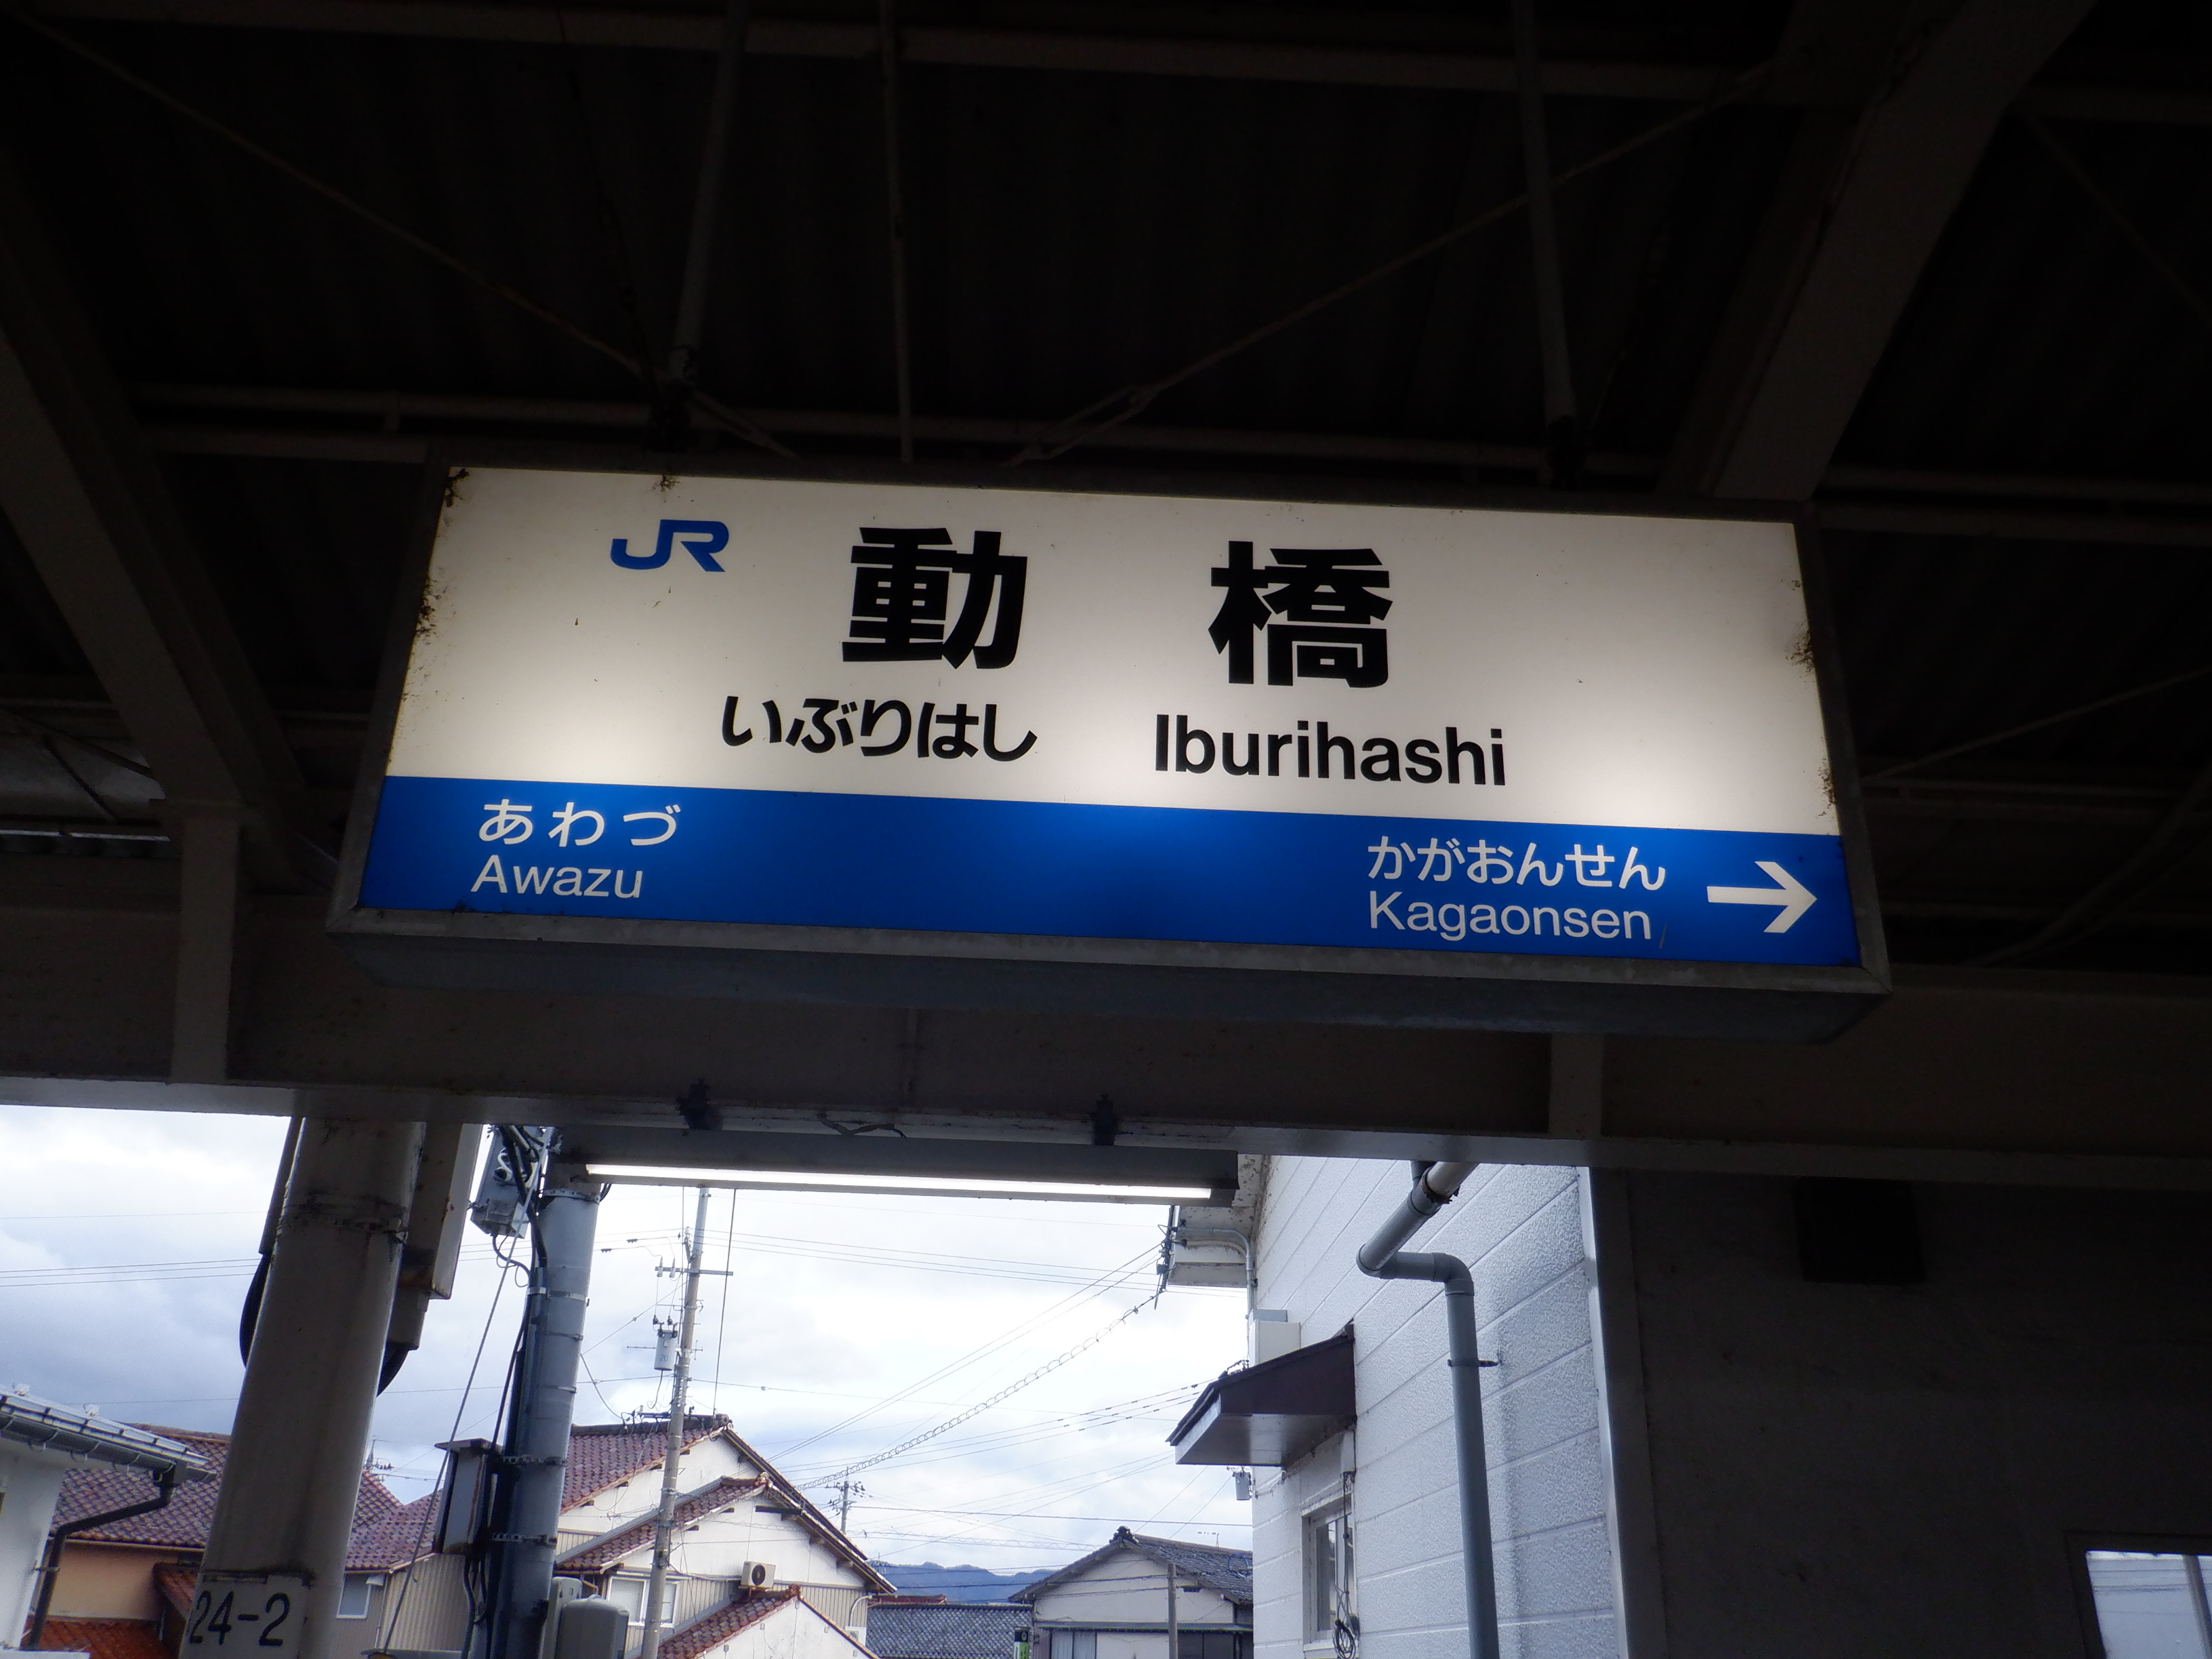 JR 動橋
いぶりはし Iburihashi
あわづ
Awazu
かがおんせん →
Kagaonsen
24-2